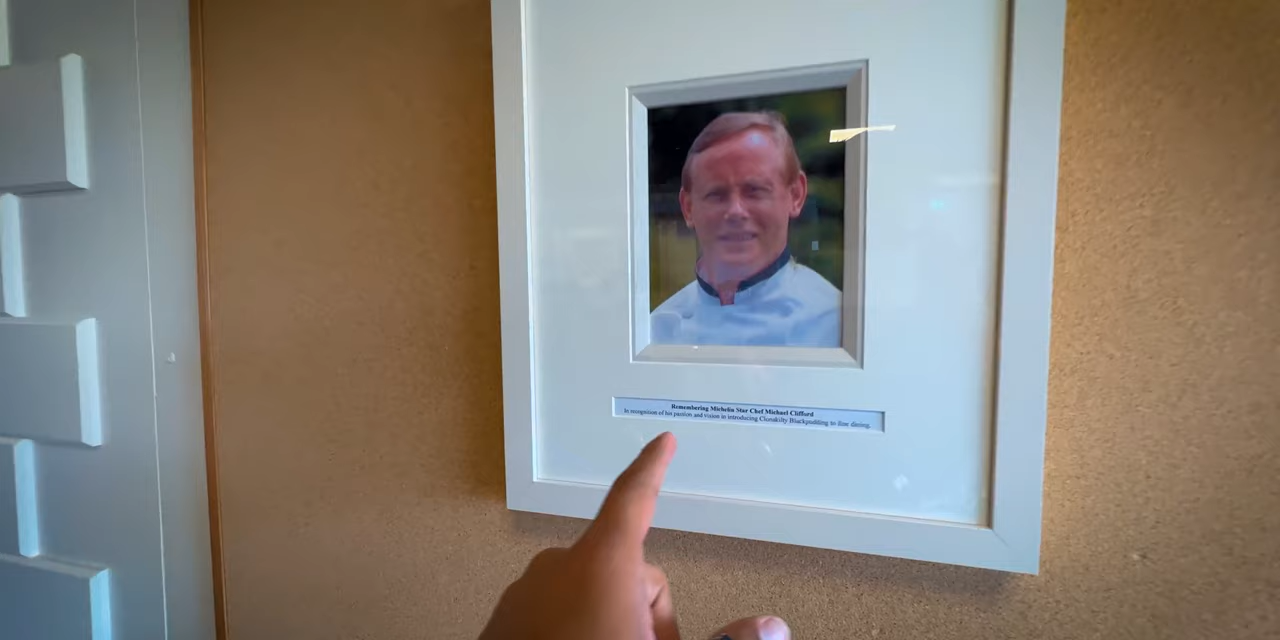 Remembering Michelin Star Chef Michael Clifford
In recognition of his passion and vision in introducing Clonakilty Blackpudding to fine dining.